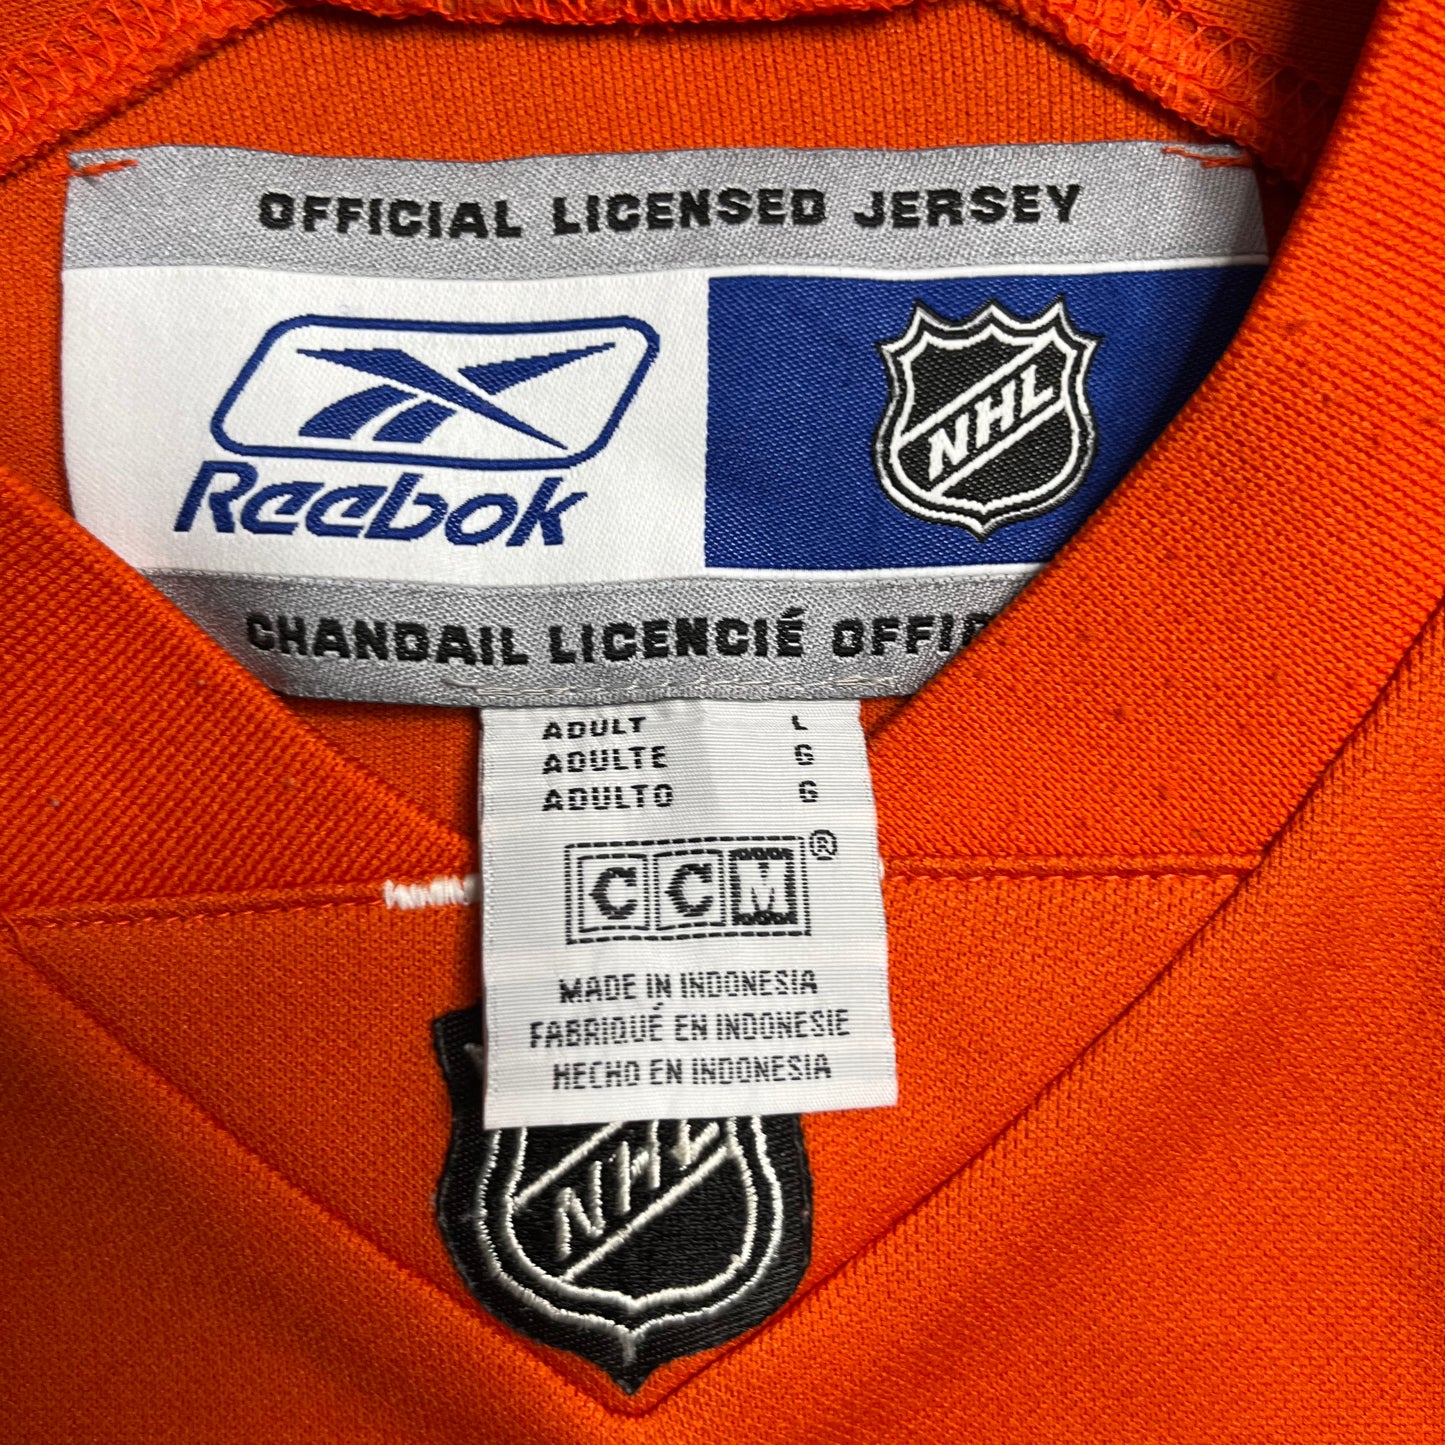 OFFICIAL LICENSED JERSEY
Reebok
NHL
CHANDAIL LICENCIÉ
ADULT L
ADULTE G
ADULTO G
CCM®
MADE IN INDONESIA
FABRIQUÉ EN INDONESIE
HECHO EN INDONESIA
NHL